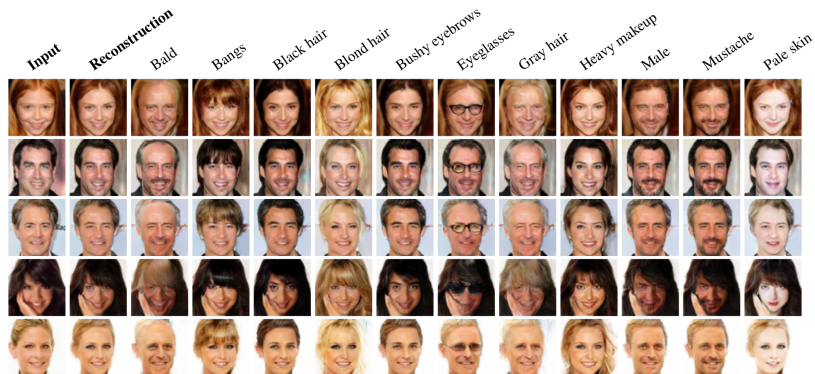 Input
Reconstruction
Bald
Bangs
Black hair
Blond hair
Bushy eyebrows
Eyeglasses
Gray hair
Heavy makeup
Male
Mustache
Pale skin